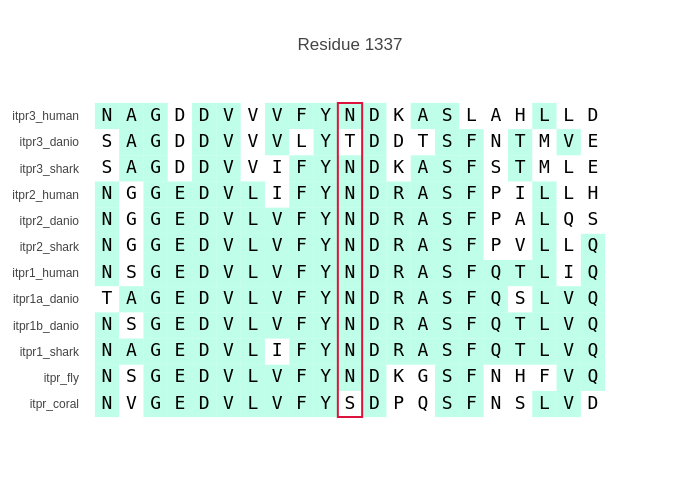 Residue 1337
itpr3_human N A G D D V V V F Y N D K A S L A H L L D
itpr3_danio S A G D D V V V L Y T D D T S F N T M V E
itpr3_shark S A G D D V V I F Y N D K A S F S T M L E
itpr2_human N G G E D V L I F Y N D R A S F P I L L H
itpr2_danio N G G E D V L V F Y N D R A S F P A L Q S
itpr2_shark N G G E D V L V F Y N D R A S F P V L L Q
itpr1_human N S G E D V L V F Y N D R A S F Q T L I Q
itpr1a_danio T A G E D V L V F Y N D R A S F Q S L V Q
itpr1b_danio N S G E D V L V F Y N D R A S F Q T L V Q
itpr1_shark N A G E D V L I F Y N D R A S F Q T L V Q
itpr_fly N S G E D V L V F Y N D K G S F N H F V Q
itpr_coral N V G E D V L V F Y S D P Q S F N S L V D